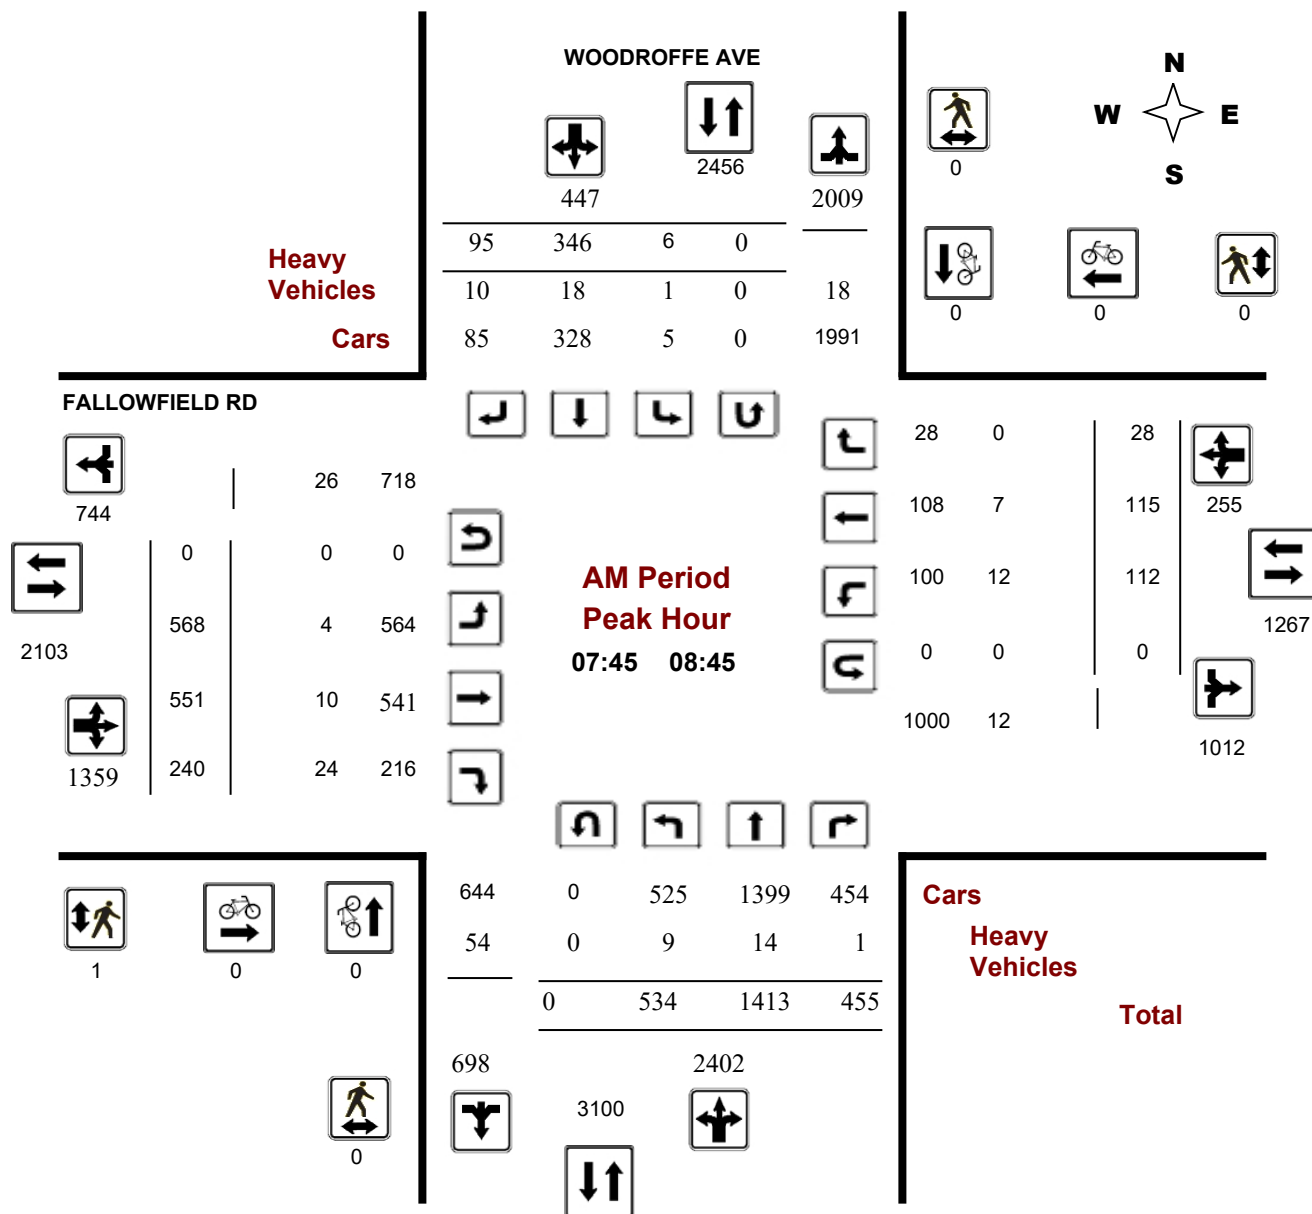 WOODROFFE AVE
N
W E
S
2456
0
447 2009
95 346 6 0
Heavy
Vehicles
10 18 1 0 18
0 0 0
Cars
85 328 5 0 1991
FALLOWFIELD RD
28 0 28
26 718
744
108 7 115 255
0 0 0
AM Period
100 12 112
Peak Hour
568 4 564
1267
2103
07:45 08:45
0 0 0
551 10 541
1000 12
1012
1359 240 24 216
644 0 525 1399 454
Cars
54 0 9 14 1
Heavy
Vehicles
1 0 0
0 534 1413 455
Total
698 2402
3100
0